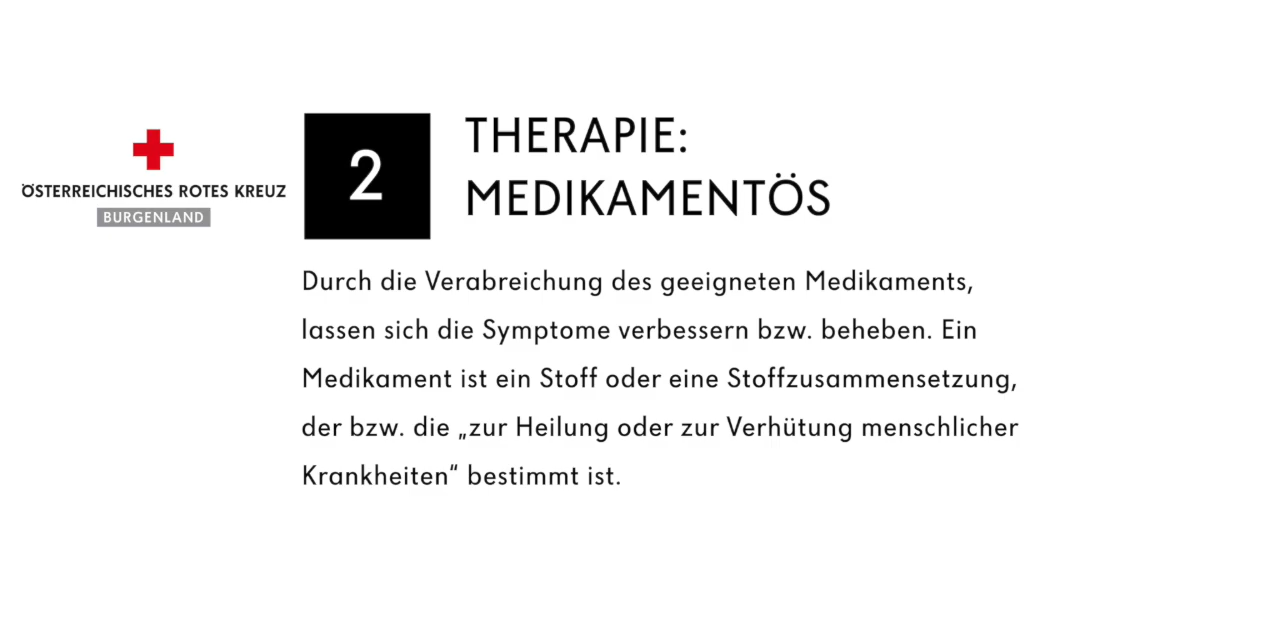 ÖSTERREICHISCHES ROTES KREUZ
BURGENLAND
2
THERAPIE:
MEDIKAMENTÖS
Durch die Verabreichung des geeigneten Medikaments,
lassen sich die Symptome verbessern bzw. beheben. Ein
Medikament ist ein Stoff oder eine Stoffzusammensetzung,
der bzw. die „zur Heilung oder zur Verhütung menschlicher
Krankheiten“ bestimmt ist.